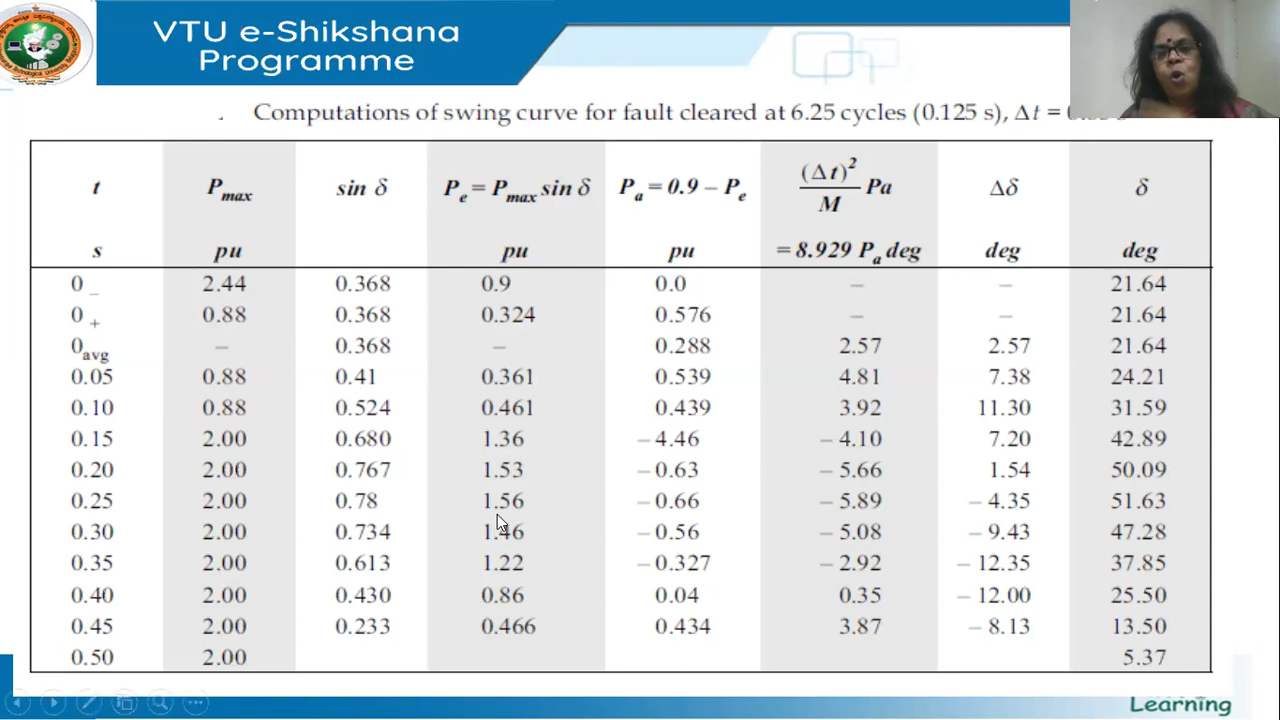 VTU e-Shikshana
Programme
Computations of swing curve for fault cleared at 6.25 cycles (0.125 s), Δt =
t P_max sin δ P_e = P_max sin δ P_a = 0.9 – P_e (Δt)²/M Pa Δδ δ
s pu pu pu = 8.929 P_a deg deg deg
0_– 2.44 0.368 0.9 0.0 – – 21.64
0_+ 0.88 0.368 0.324 0.576 – – 21.64
0_avg – 0.368 – 0.288 2.57 2.57 21.64
0.05 0.88 0.41 0.361 0.539 4.81 7.38 24.21
0.10 0.88 0.524 0.461 0.439 3.92 11.30 31.59
0.15 2.00 0.680 1.36 – 4.46 – 4.10 7.20 42.89
0.20 2.00 0.767 1.53 – 0.63 – 5.66 1.54 50.09
0.25 2.00 0.78 1.56 – 0.66 – 5.89 – 4.35 51.63
0.30 2.00 0.734 1.46 – 0.56 – 5.08 – 9.43 47.28
0.35 2.00 0.613 1.22 – 0.327 – 2.92 – 12.35 37.85
0.40 2.00 0.430 0.86 0.04 0.35 – 12.00 25.50
0.45 2.00 0.233 0.466 0.434 3.87 – 8.13 13.50
0.50 2.00 5.37
Learning